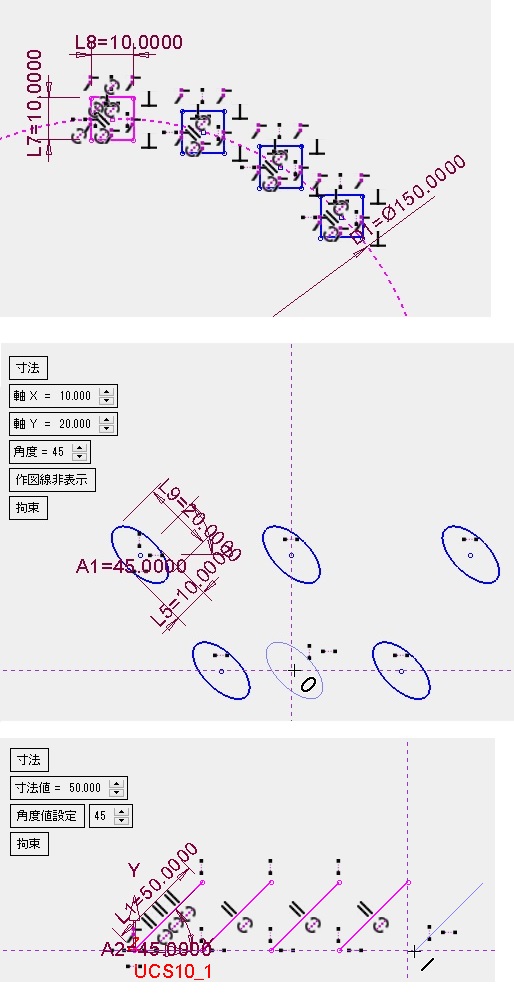 L8=10.0000
L7=10.0000
D1=Ø150.0000
寸法
軸 X = 10.000
軸 Y = 20.000
角度 = 45
作図線非表示
拘束
L9=20.0000
A1=45.0000
L5=10.0000
寸法
寸法値 = 50.000
角度値設定 45
拘束
Y
L1=50.0000
A2=45.0000
UCS10_1